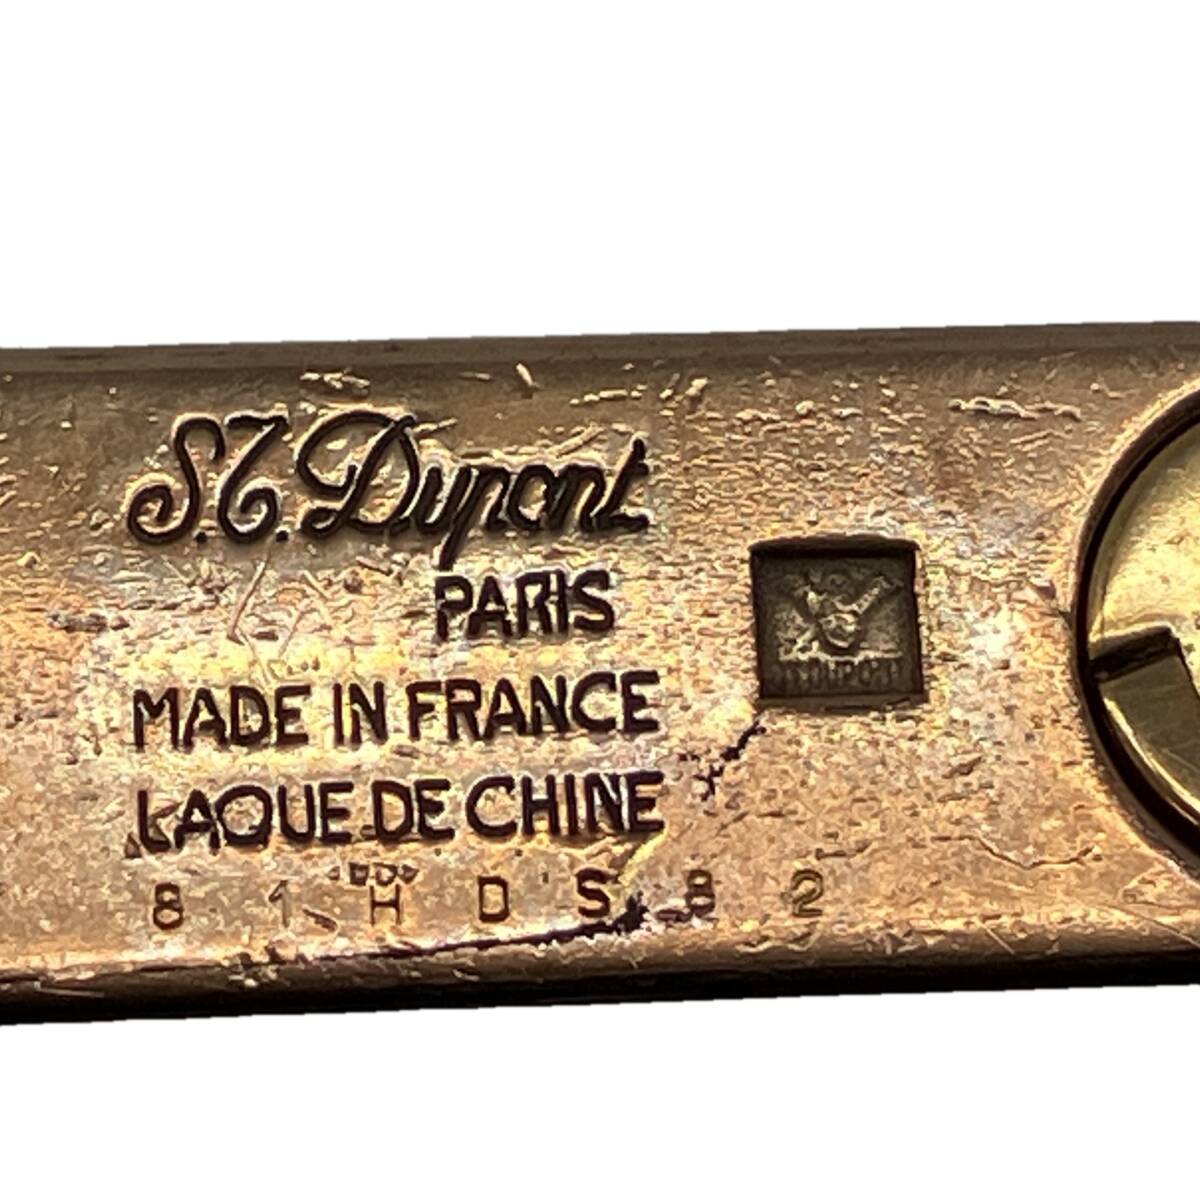 S.T. Dupont
PARIS
MADE IN FRANCE
LAQUE DE CHINE
8 1 H D S 8 2